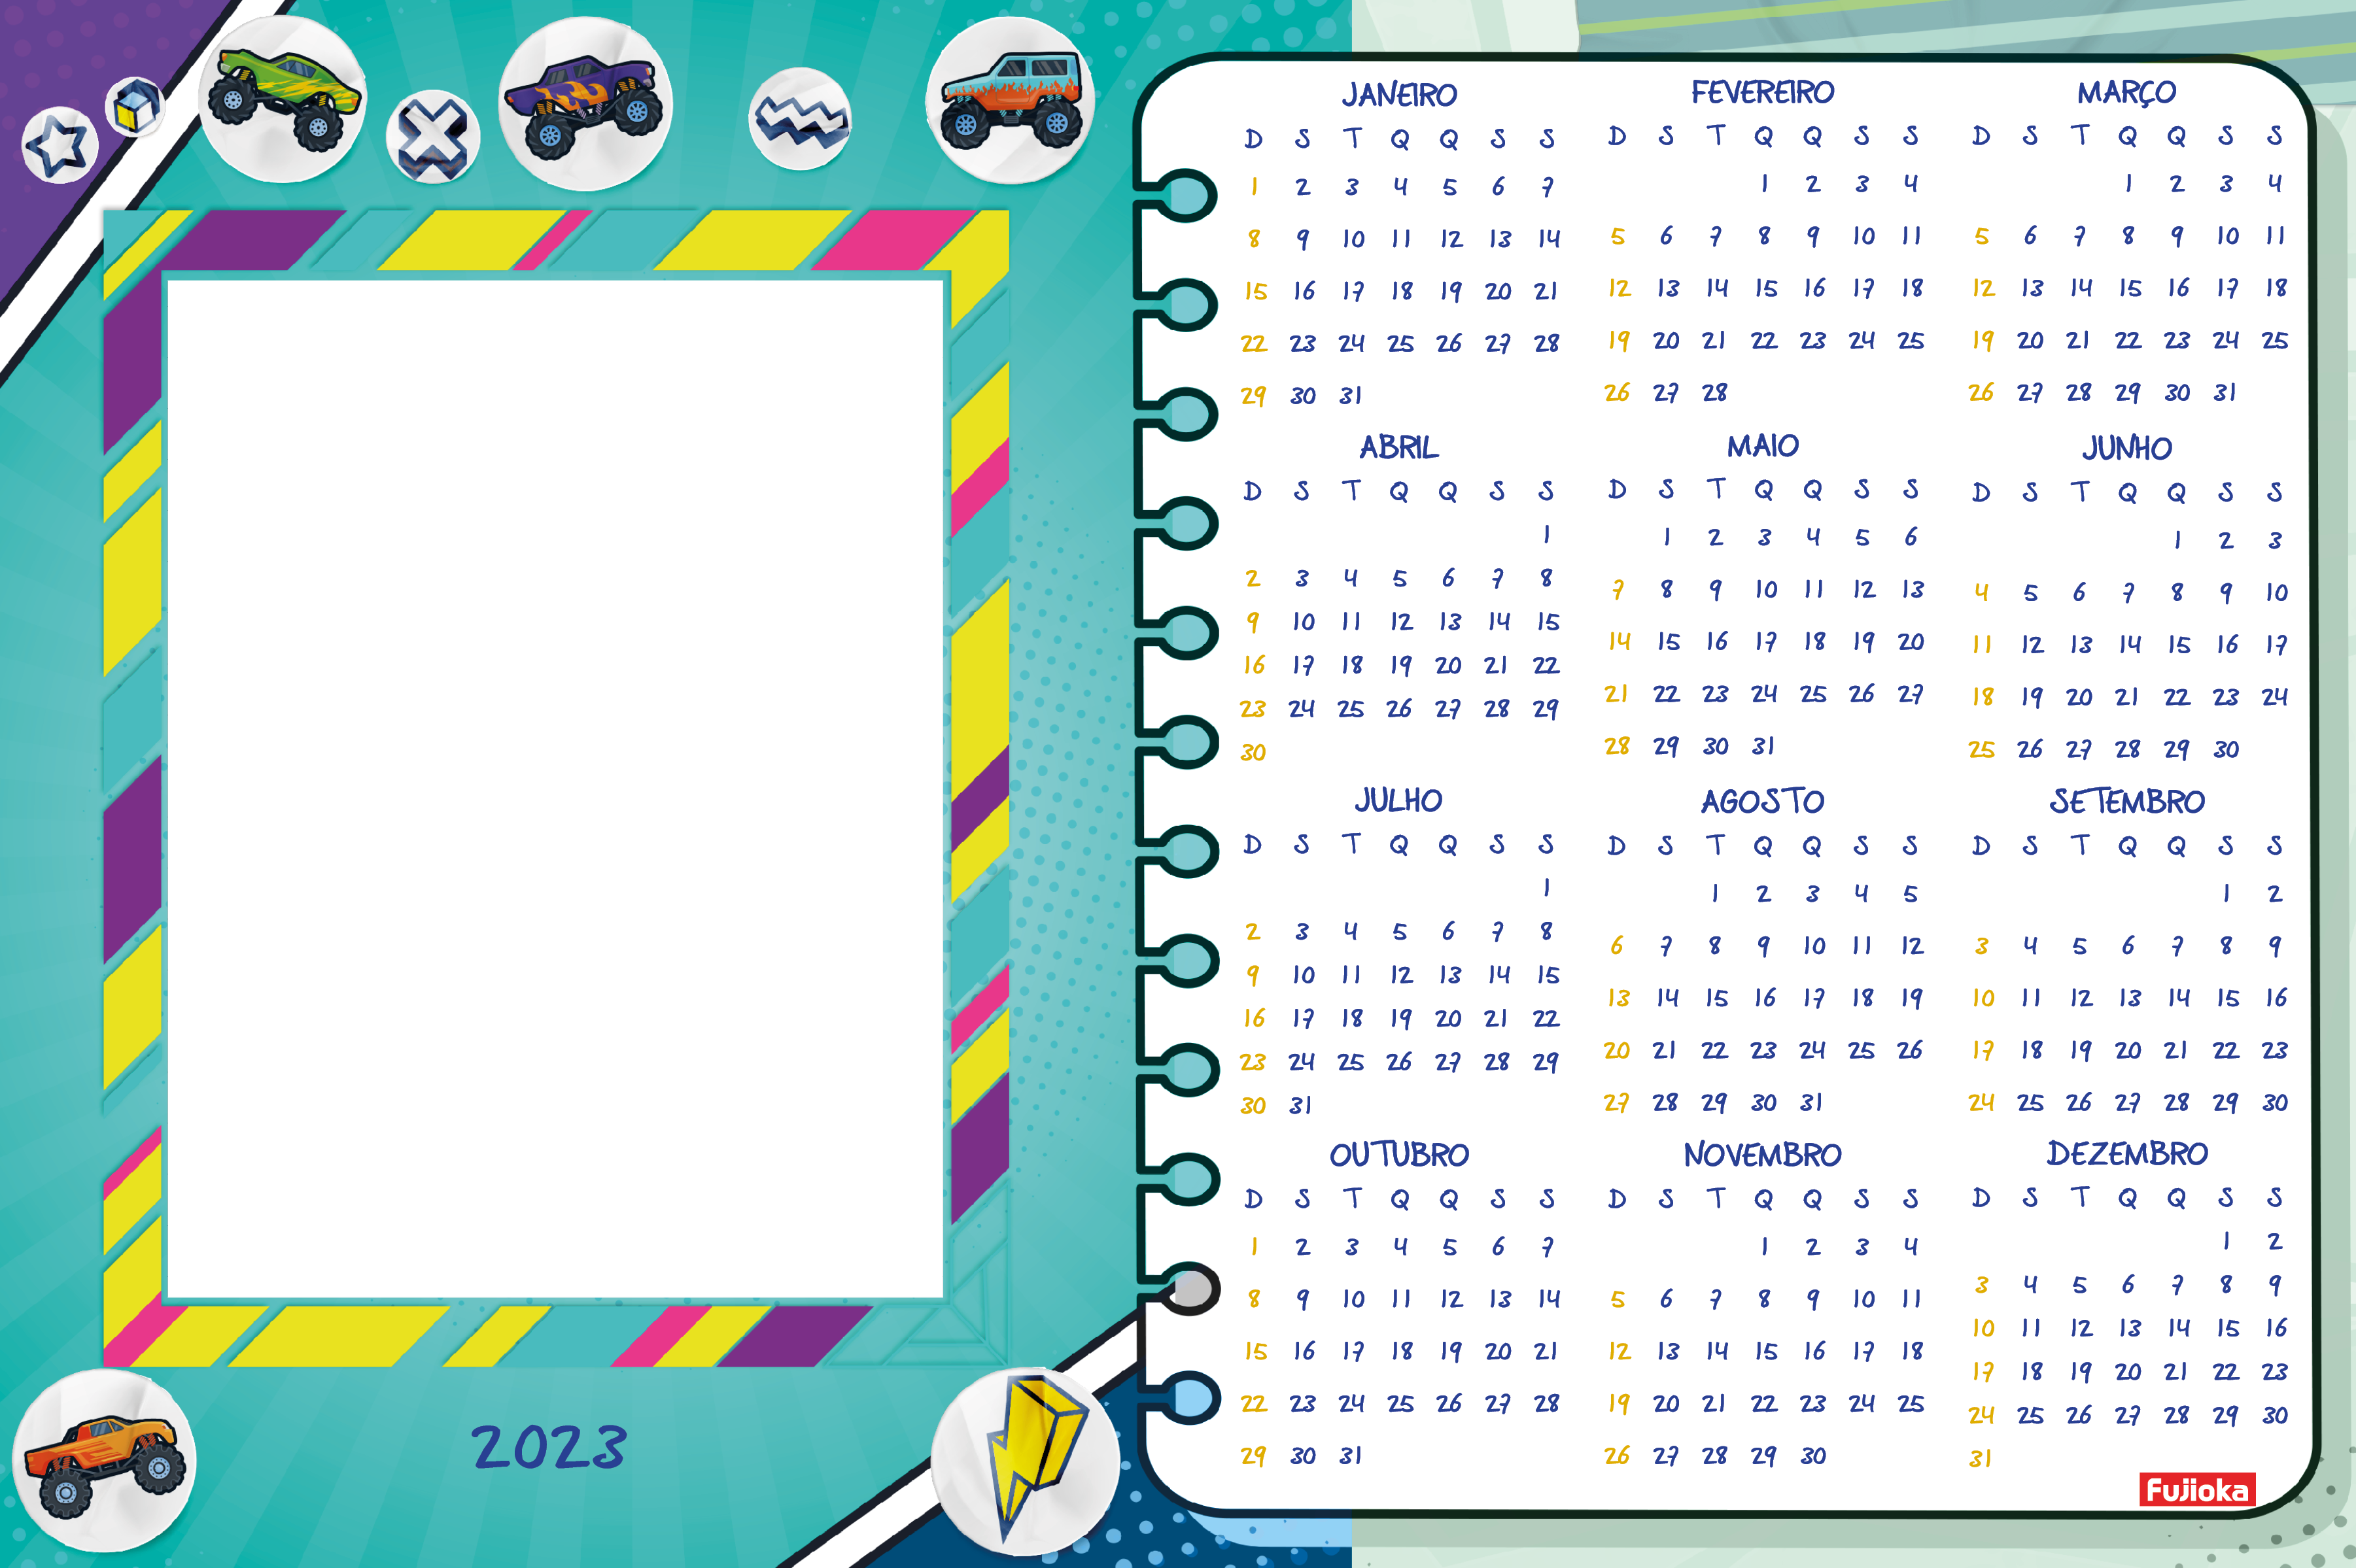 JANEIRO
D S T Q Q S S
1 2 3 4 5 6 7
8 9 10 11 12 13 14
15 16 17 18 19 20 21
22 23 24 25 26 27 28
29 30 31
FEVEREIRO
D S T Q Q S S
1 2 3 4
5 6 7 8 9 10 11
12 13 14 15 16 17 18
19 20 21 22 23 24 25
26 27 28
MARÇO
D S T Q Q S S
1 2 3 4
5 6 7 8 9 10 11
12 13 14 15 16 17 18
19 20 21 22 23 24 25
26 27 28 29 30 31
ABRIL
D S T Q Q S S
1
2 3 4 5 6 7 8
9 10 11 12 13 14 15
16 17 18 19 20 21 22
23 24 25 26 27 28 29
30
MAIO
D S T Q Q S S
1 2 3 4 5 6
7 8 9 10 11 12 13
14 15 16 17 18 19 20
21 22 23 24 25 26 27
28 29 30 31
JUNHO
D S T Q Q S S
1 2 3
4 5 6 7 8 9 10
11 12 13 14 15 16 17
18 19 20 21 22 23 24
25 26 27 28 29 30
JULHO
D S T Q Q S S
1
2 3 4 5 6 7 8
9 10 11 12 13 14 15
16 17 18 19 20 21 22
23 24 25 26 27 28 29
30 31
AGOSTO
D S T Q Q S S
1 2 3 4 5
6 7 8 9 10 11 12
13 14 15 16 17 18 19
20 21 22 23 24 25 26
27 28 29 30 31
SETEMBRO
D S T Q Q S S
1 2
3 4 5 6 7 8 9
10 11 12 13 14 15 16
17 18 19 20 21 22 23
24 25 26 27 28 29 30
OUTUBRO
D S T Q Q S S
1 2 3 4 5 6 7
8 9 10 11 12 13 14
15 16 17 18 19 20 21
22 23 24 25 26 27 28
29 30 31
NOVEMBRO
D S T Q Q S S
1 2 3 4
5 6 7 8 9 10 11
12 13 14 15 16 17 18
19 20 21 22 23 24 25
26 27 28 29 30
DEZEMBRO
D S T Q Q S S
1 2
3 4 5 6 7 8 9
10 11 12 13 14 15 16
17 18 19 20 21 22 23
24 25 26 27 28 29 30
31
2023
Fujioka